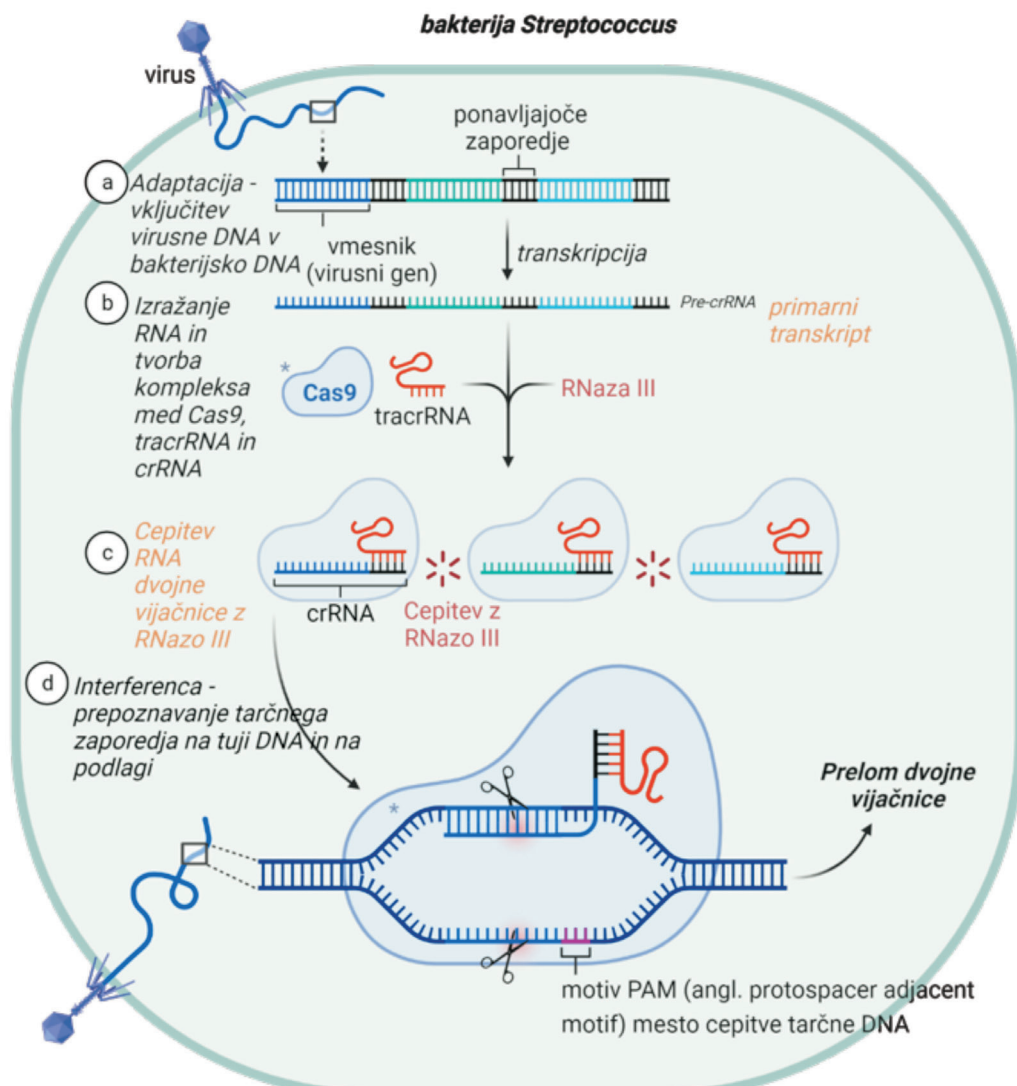 bakterija Streptococcus
virus
ponavljajoče
zaporedje
a
Adaptacija -
vključitev
virusne DNA v
bakterijsko DNA
vmesnik
(virusni gen)
transkripcija
b
Izražanje
RNA in
tvorba
kompleksa
med Cas9,
tracrRNA in
crRNA
Pre-crRNA
primarni
transkript
*
Cas9
tracrRNA
RNaza III
c
Cepitev
RNA
dvojne
vijačnice z
RNazo III
crRNA
Cepitev z
RNazo III
d
Interferenca -
prepoznavanje tarčnega
zaporedja na tuji DNA in na
podlagi
*
Prelom dvojne
vijačnice
motiv PAM (angl. protospacer adjacent
motif) mesto cepitve tarčne DNA